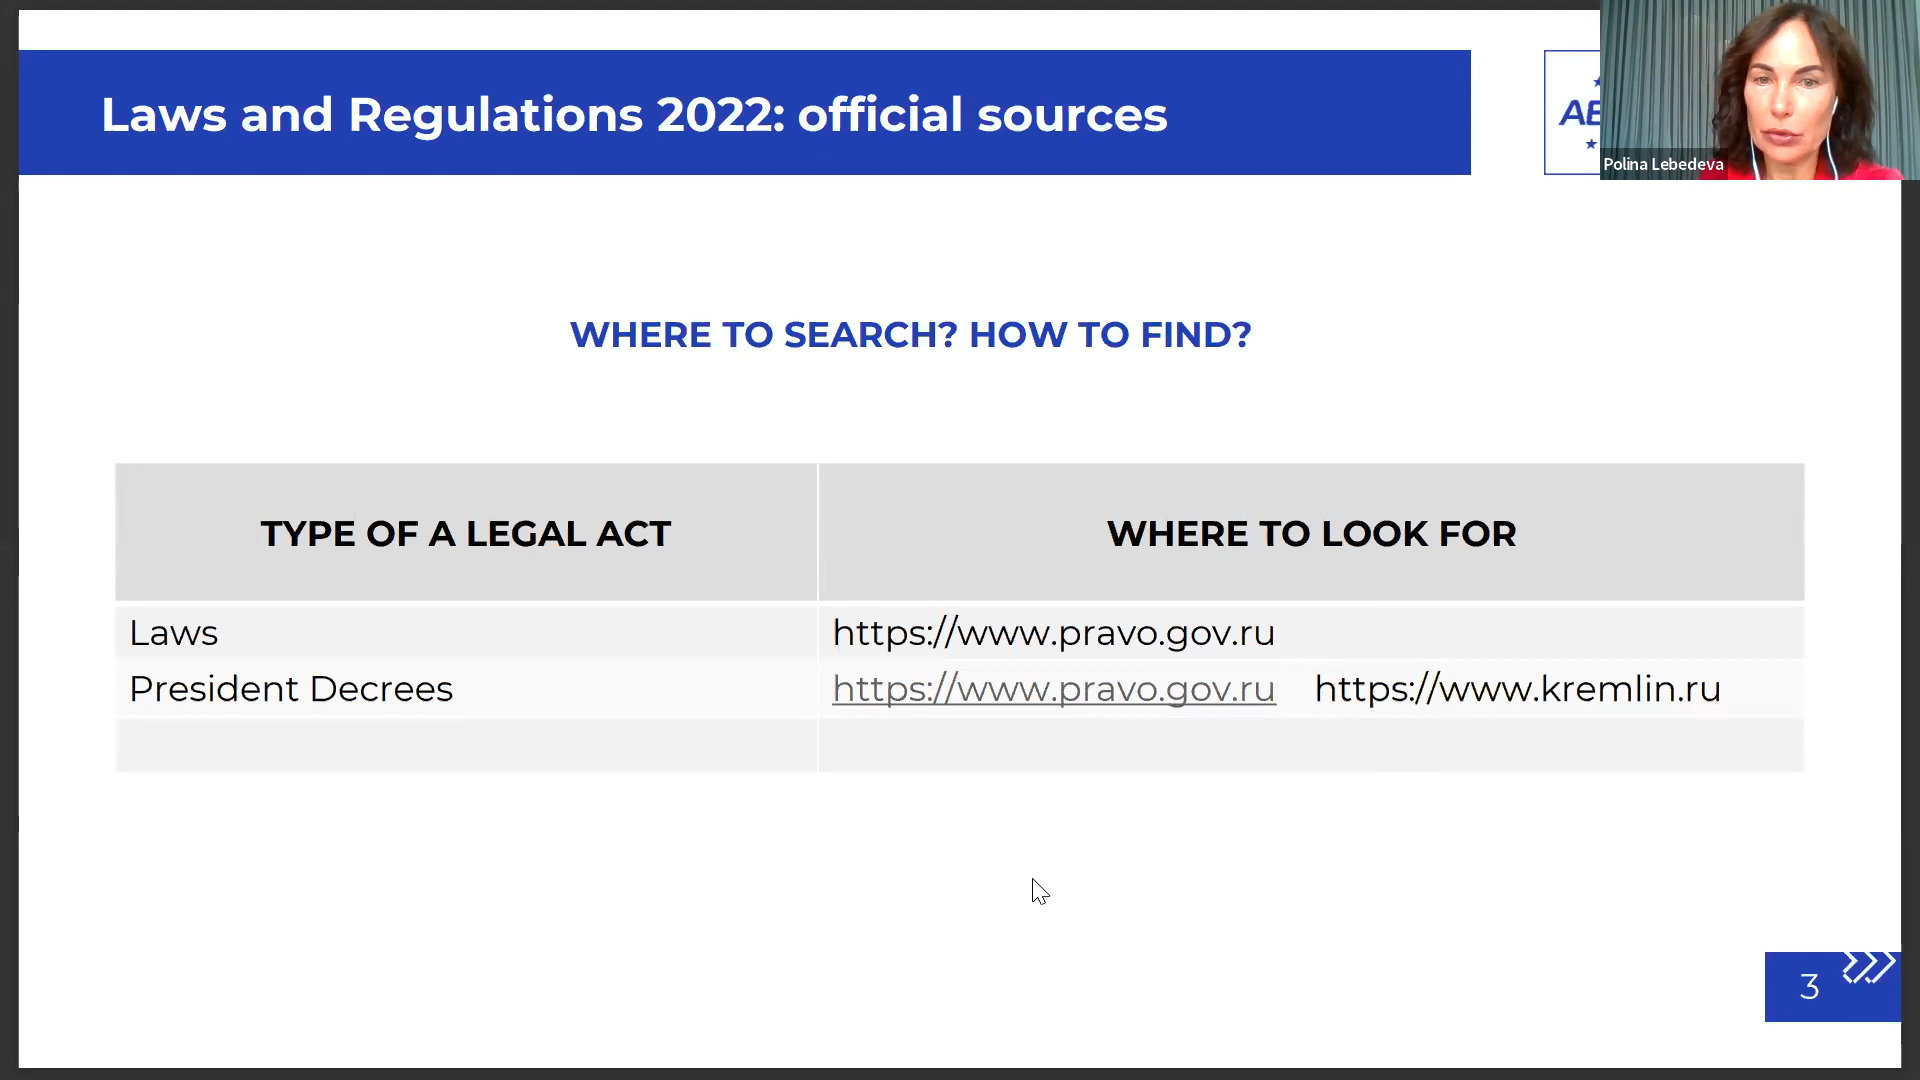 Laws and Regulations 2022: official sources
Polina Lebedeva
WHERE TO SEARCH? HOW TO FIND?
TYPE OF A LEGAL ACT
WHERE TO LOOK FOR
Laws
https://www.pravo.gov.ru
President Decrees
https://www.pravo.gov.ru https://www.kremlin.ru
3